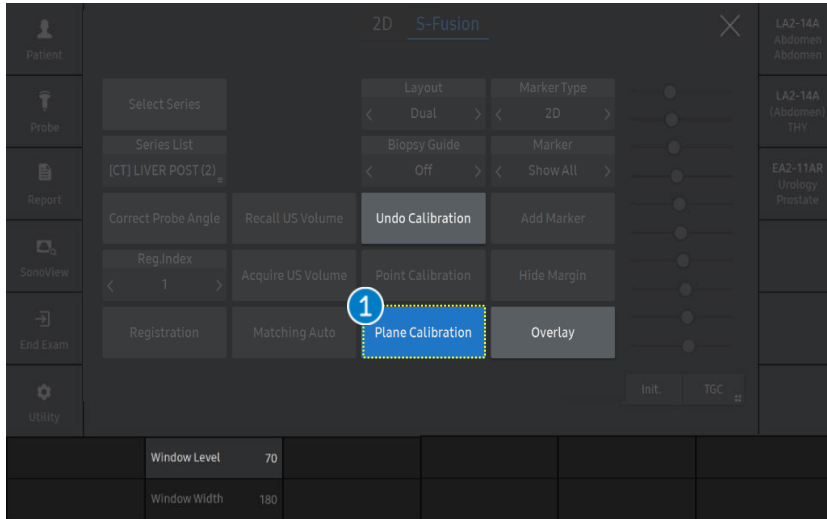 2D S-Fusion
Patient
Probe
Report
SonoView
End Exam
Utility
Select Series
Layout
Dual
MarkerType
2D
Series List
[CT] LIVER POST (2)
Biopsy Guide
Off
Marker
Show All
Correct Probe Angle
Recall US Volume
Undo Calibration
Add Marker
Reg.Index
1
Acquire US Volume
Point Calibration
Hide Margin
1
Registration
Matching Auto
Plane Calibration
Overlay
Init.
TGC
LA2-14A
Abdomen
Abdomen
LA2-14A
(Abdomen)
THY
EA2-11AR
Urology
Prostate
Window Level 70
Window Width 180